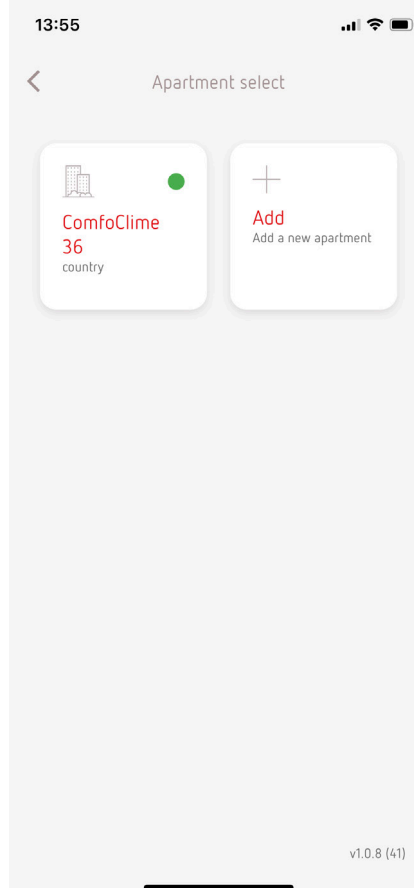 13:55
Apartment select
ComfoClime
36
country
Add
Add a new apartment
v1.0.8 (41)